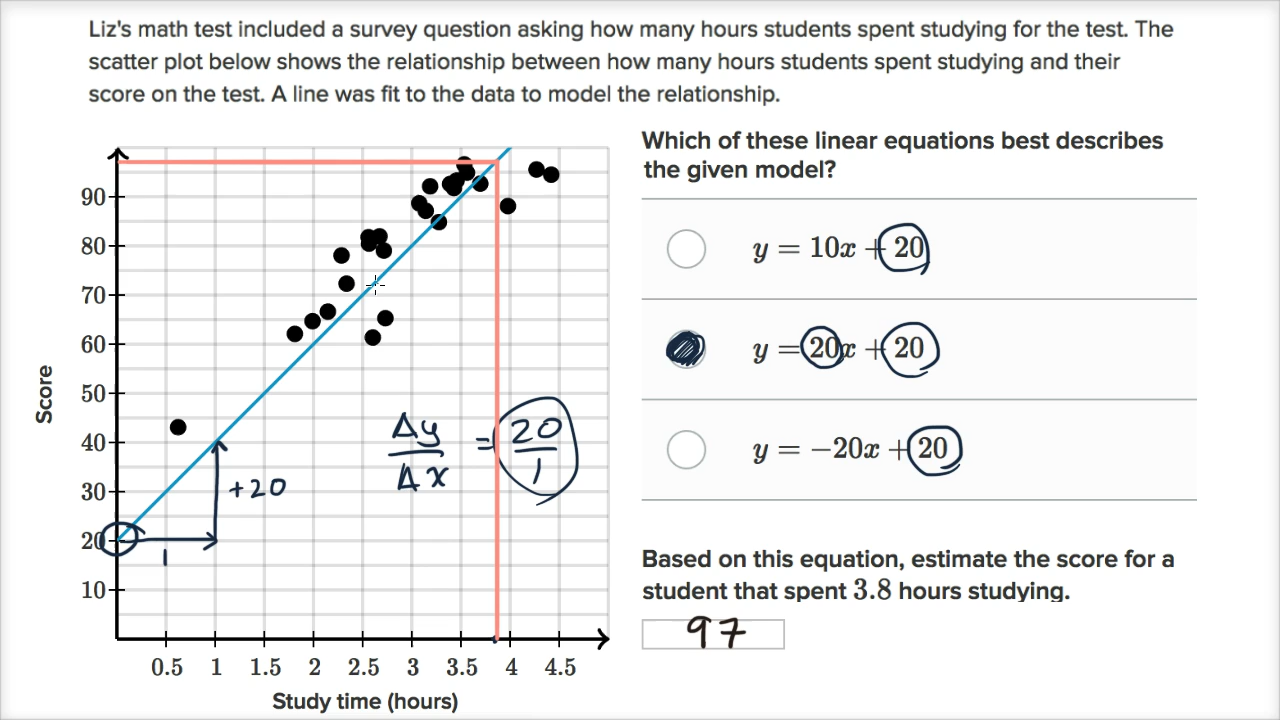 Liz's math test included a survey question asking how many hours students spent studying for the test. The
scatter plot below shows the relationship between how many hours students spent studying and their
score on the test. A line was fit to the data to model the relationship.
Which of these linear equations best describes
the given model?
y = 10x + 20
y = 20x + 20
y = −20x + 20
Based on this equation, estimate the score for a
student that spent 3.8 hours studying.
97
Score
90
80
70
60
50
40
30
20
10
+20
1
Δy
Δx
=
20
1
0.5 1 1.5 2 2.5 3 3.5 4 4.5
Study time (hours)